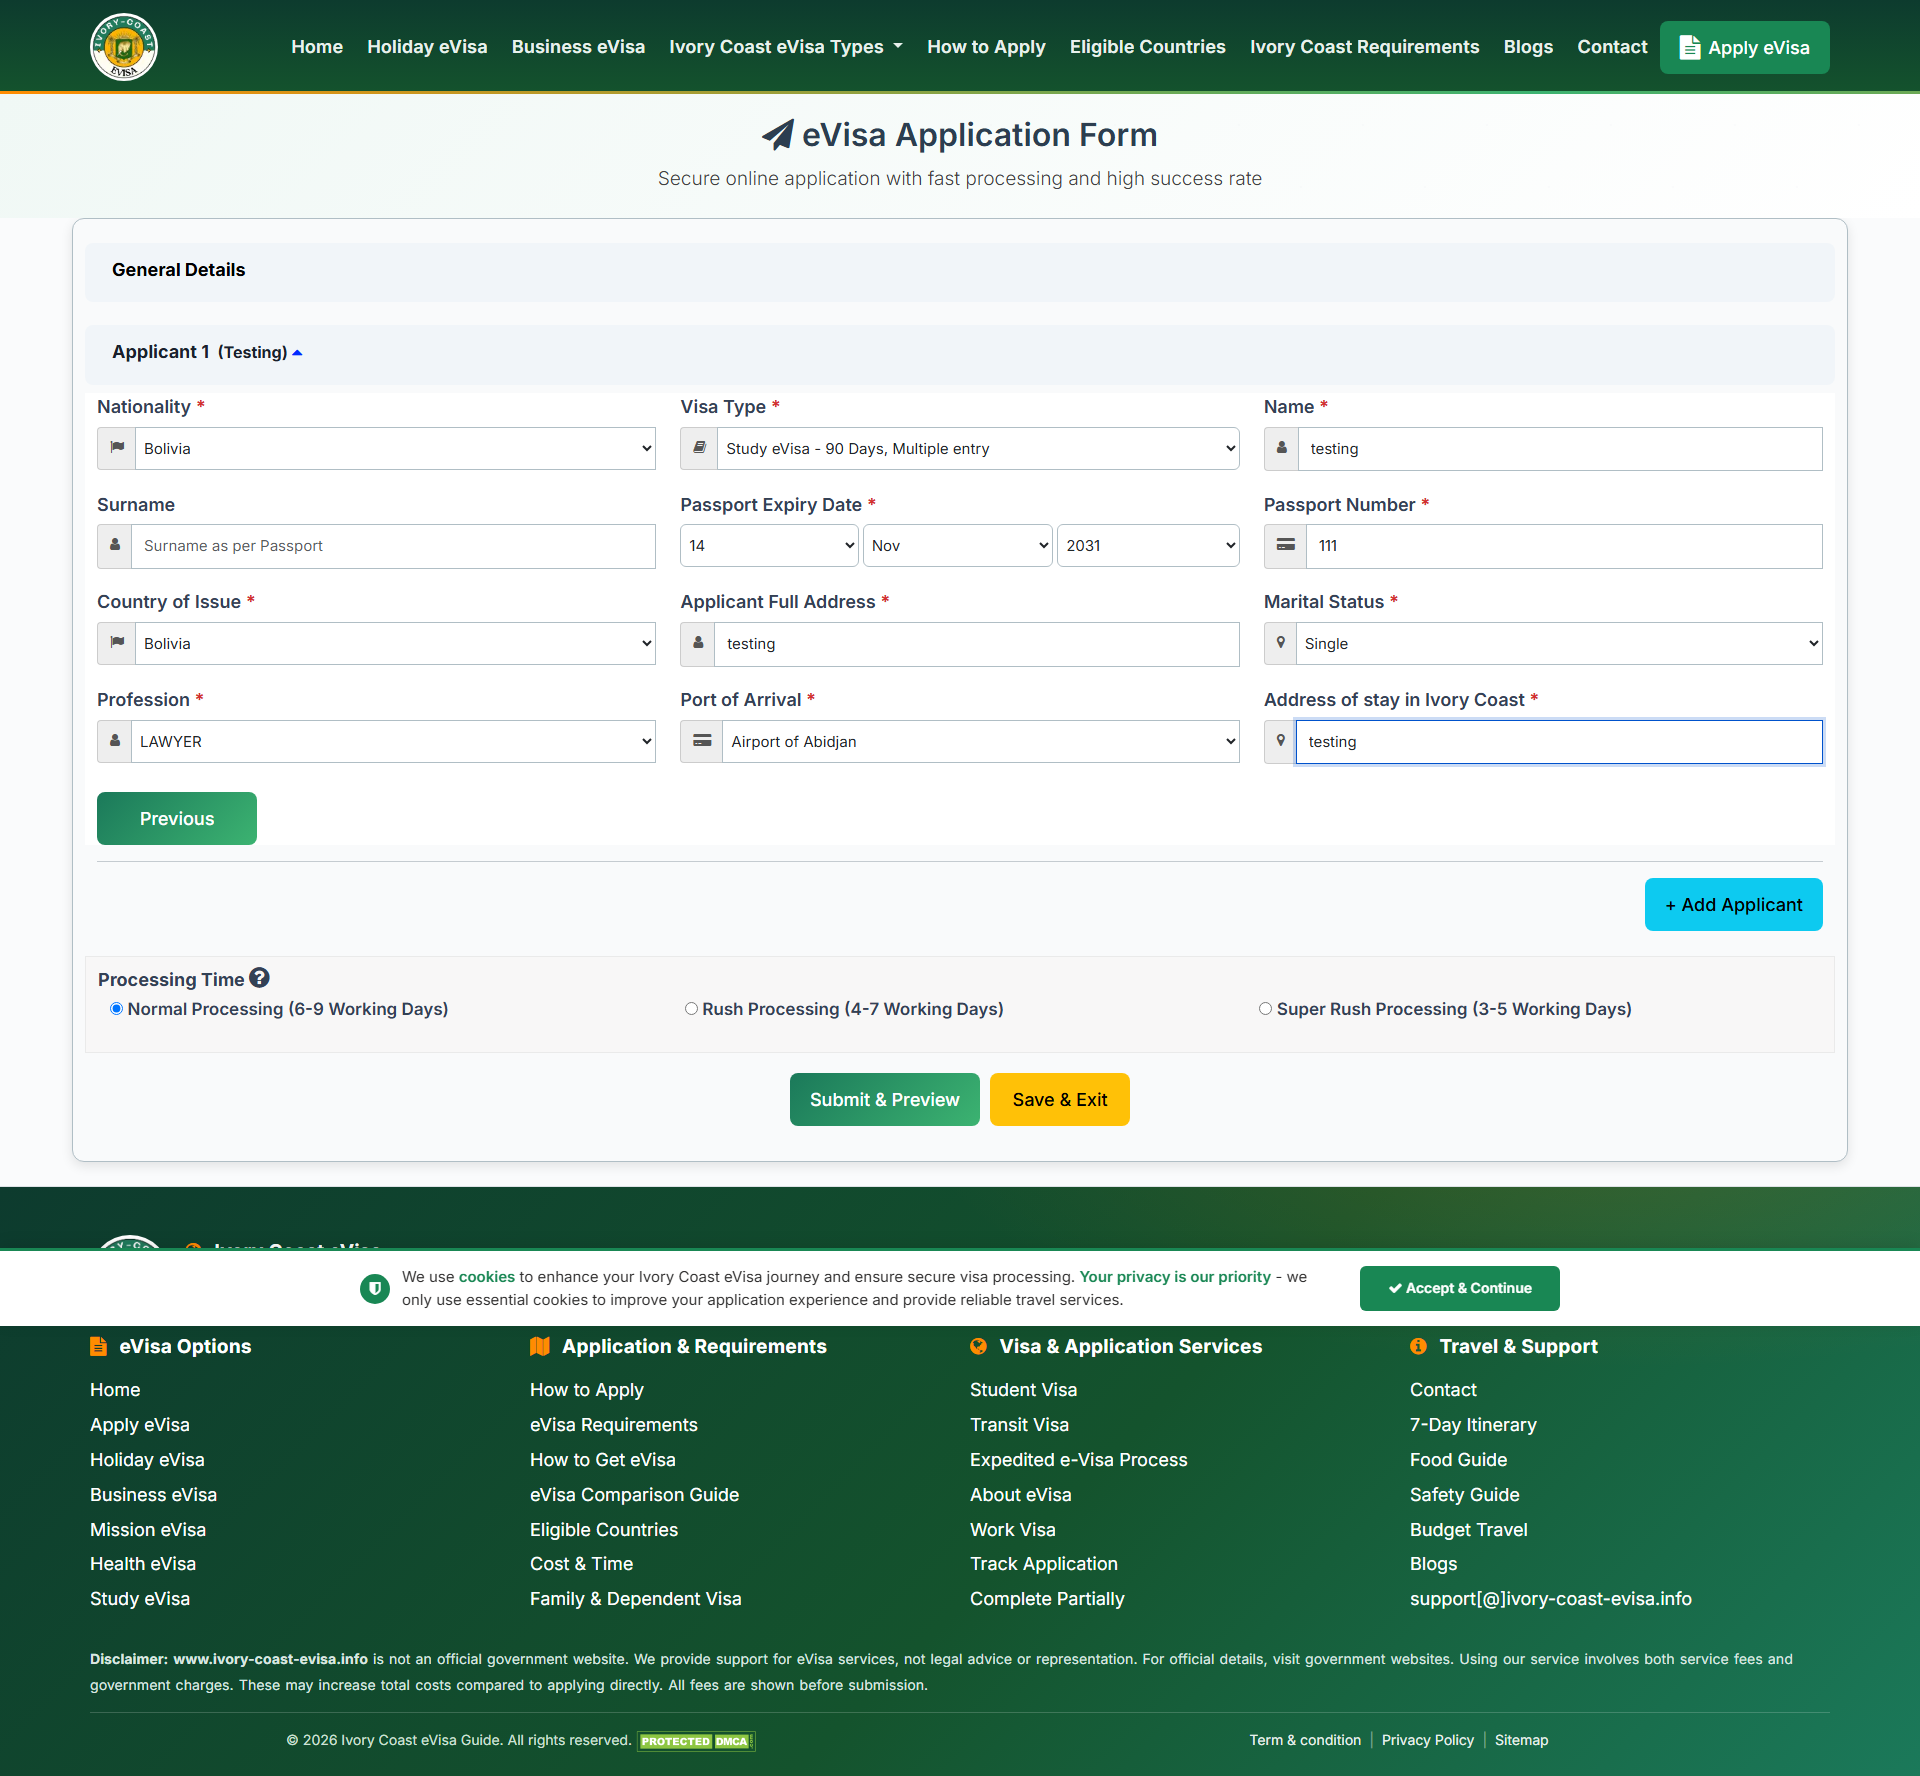 IVORY-COAST
EVISA
Home
Holiday eVisa
Business eVisa
Ivory Coast eVisa Types
How to Apply
Eligible Countries
Ivory Coast Requirements
Blogs
Contact
Apply eVisa
eVisa Application Form
Secure online application with fast processing and high success rate
General Details
Applicant 1 (Testing)
Nationality *
Visa Type *
Name *
Bolivia
Study eVisa - 90 Days, Multiple entry
testing
Surname
Passport Expiry Date *
Passport Number *
Surname as per Passport
14
Nov
2031
111
Country of Issue *
Applicant Full Address *
Marital Status *
Bolivia
testing
Single
Profession *
Port of Arrival *
Address of stay in Ivory Coast *
LAWYER
Airport of Abidjan
testing
Previous
+ Add Applicant
Processing Time
Normal Processing (6-9 Working Days)
Rush Processing (4-7 Working Days)
Super Rush Processing (3-5 Working Days)
Submit & Preview
Save & Exit
Ivory Coast eVisa
We use cookies to enhance your Ivory Coast eVisa journey and ensure secure visa processing. Your privacy is our priority - we
only use essential cookies to improve your application experience and provide reliable travel services.
Accept & Continue
eVisa Options
Home
Apply eVisa
Holiday eVisa
Business eVisa
Mission eVisa
Health eVisa
Study eVisa
Application & Requirements
How to Apply
eVisa Requirements
How to Get eVisa
eVisa Comparison Guide
Eligible Countries
Cost & Time
Family & Dependent Visa
Visa & Application Services
Student Visa
Transit Visa
Expedited e-Visa Process
About eVisa
Work Visa
Track Application
Complete Partially
Travel & Support
Contact
7-Day Itinerary
Food Guide
Safety Guide
Budget Travel
Blogs
support[@]ivory-coast-evisa.info
Disclaimer: www.ivory-coast-evisa.info is not an official government website. We provide support for eVisa services, not legal advice or representation. For official details, visit government websites. Using our service involves both service fees and
government charges. These may increase total costs compared to applying directly. All fees are shown before submission.
© 2026 Ivory Coast eVisa Guide. All rights reserved.
PROTECTED DMCA
Term & condition
Privacy Policy
Sitemap